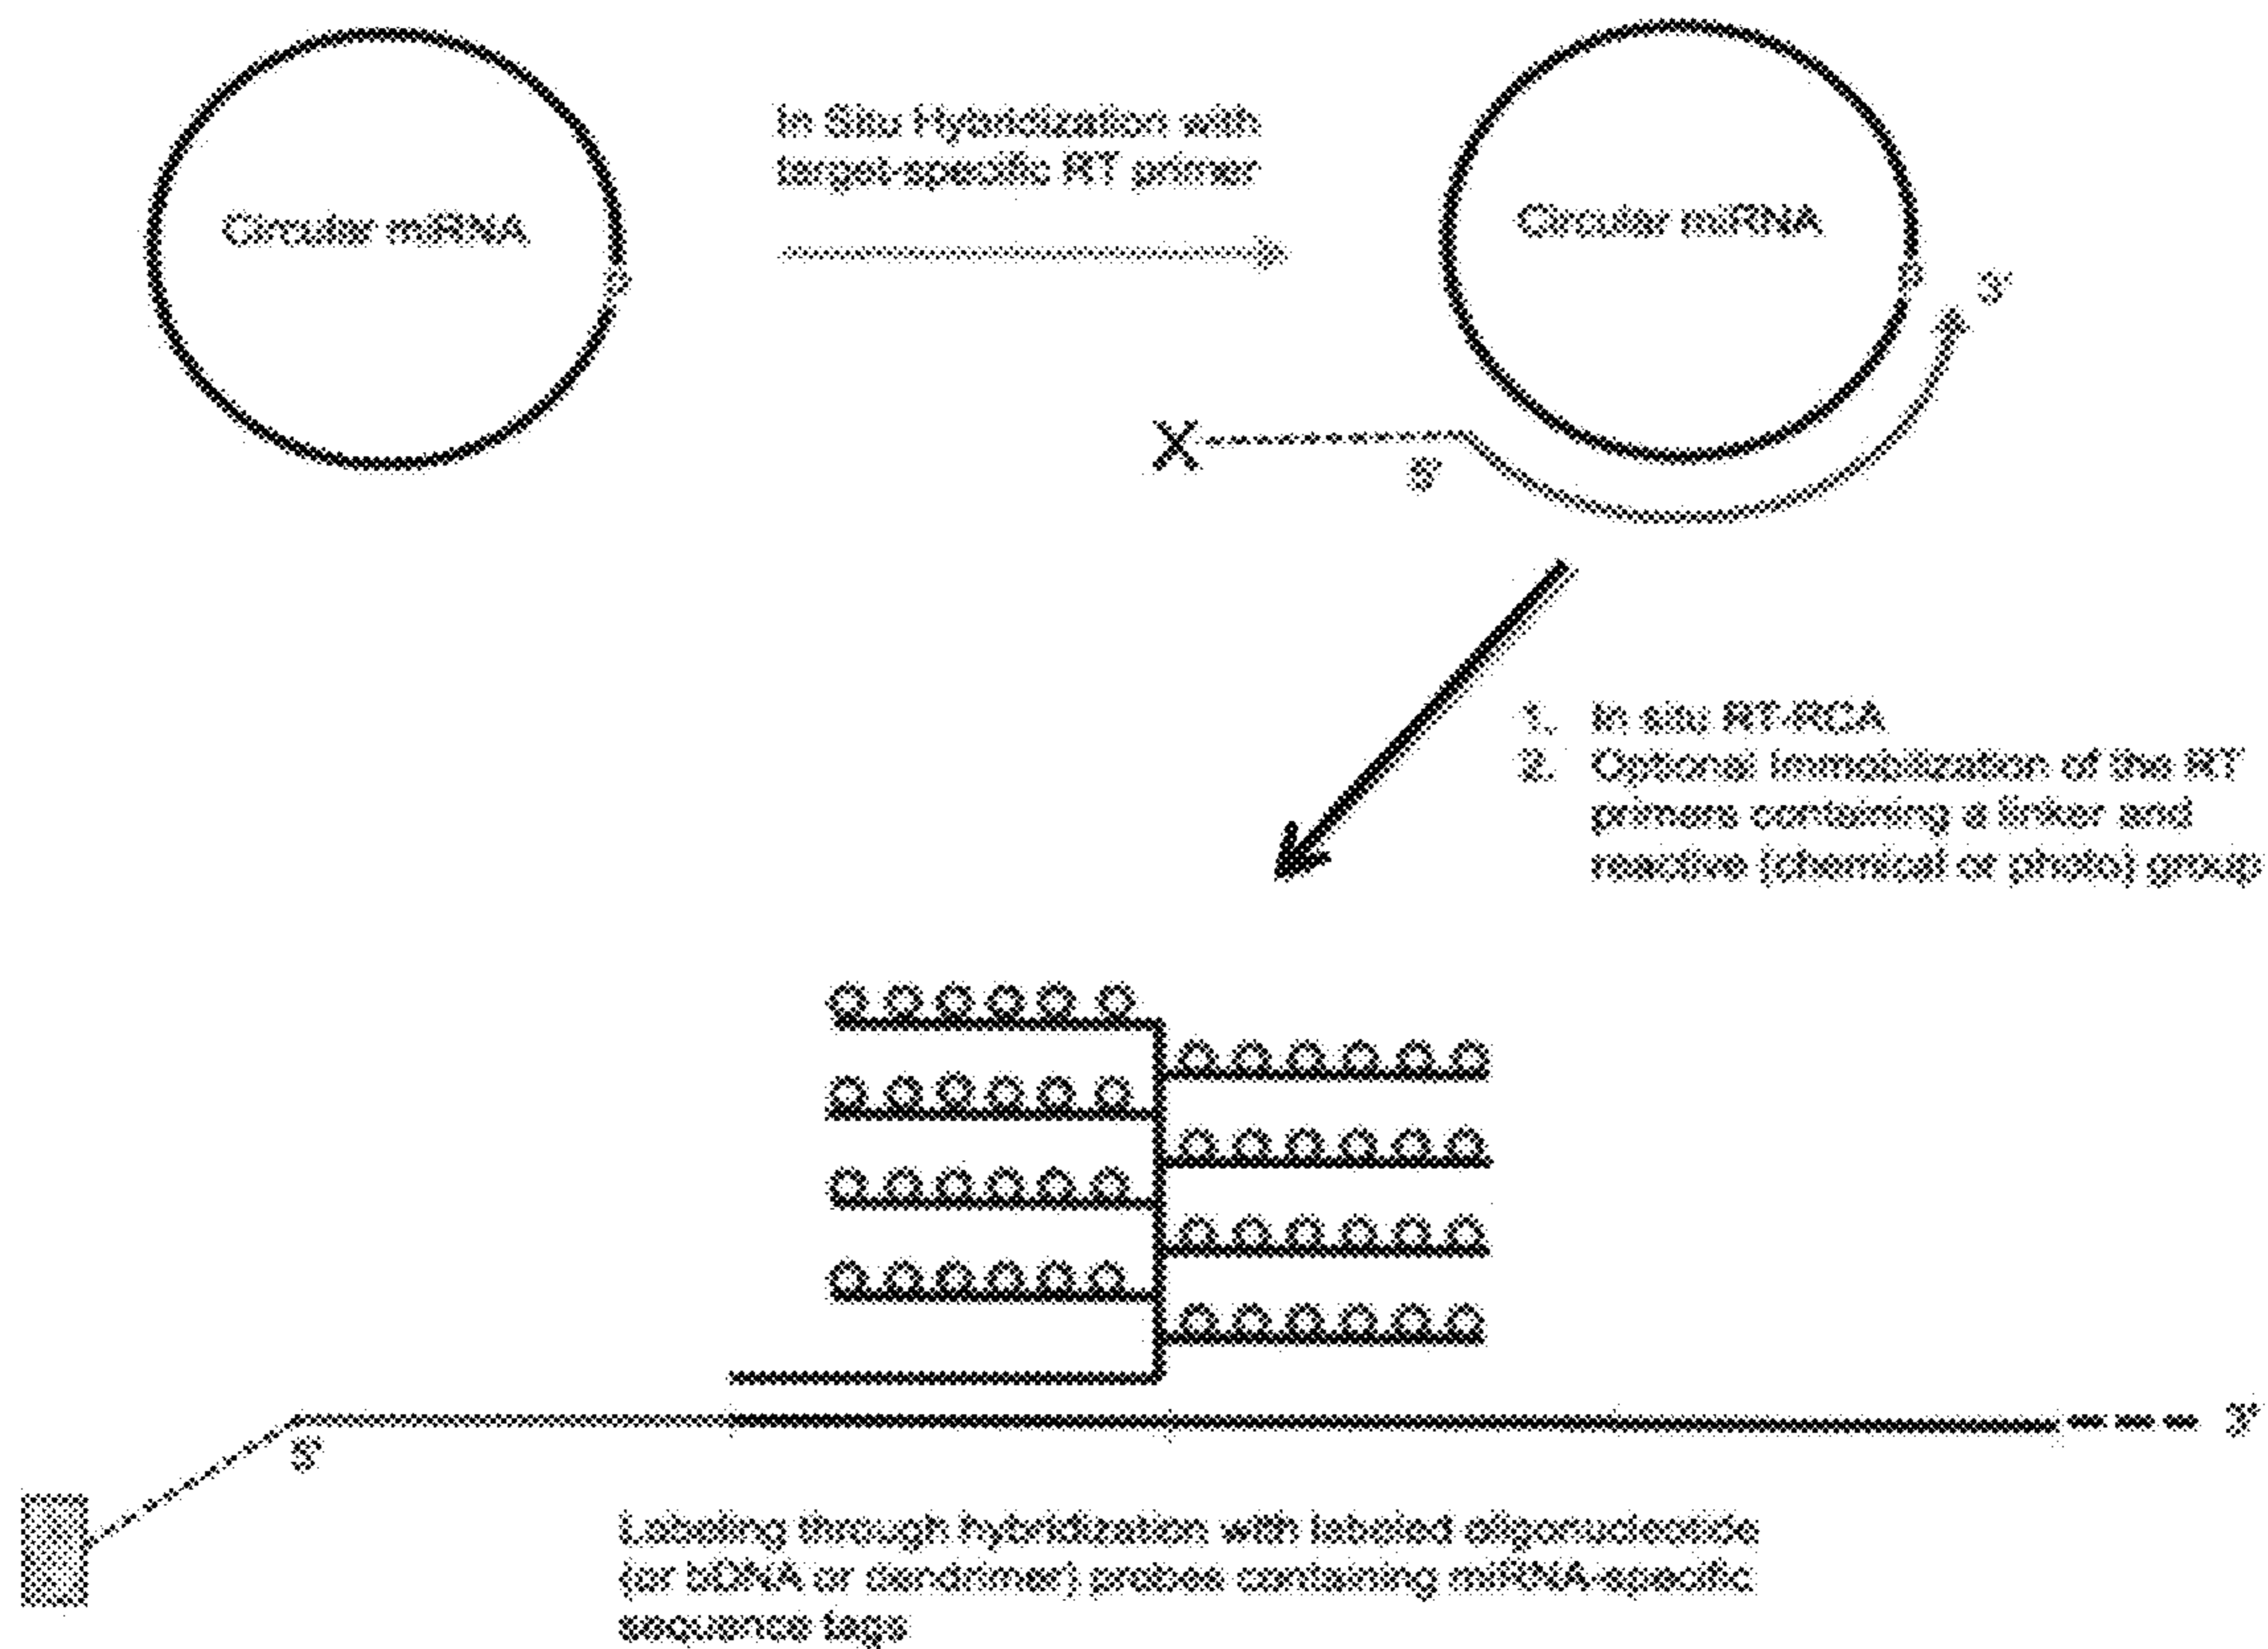 Circular miRNA
In Situ Hybridization with
target-specific RT primer
Circular miRNA
3'
X
5'
1. In situ RT-RCA
2. Optional Immobilization of the RT
primers containing a linker and
reactive (chemical or photo) group
5'
3'
Labeling through hybridization with labeled oligonucleotide
(or bDNA or dendrimer) probes containing miRNA-specific
sequence tags